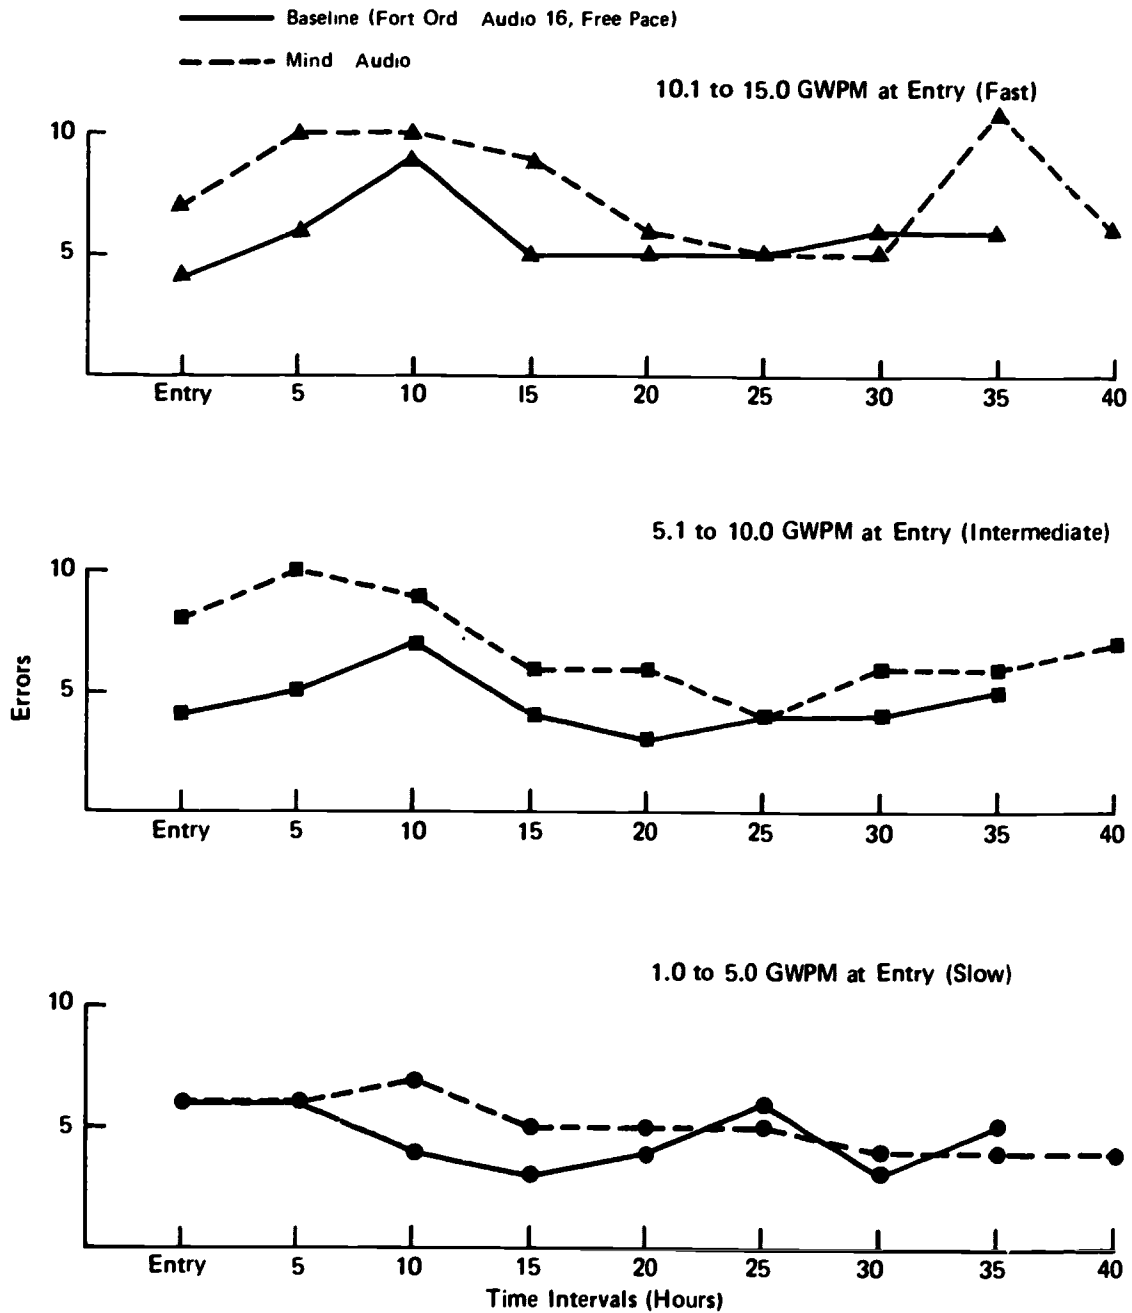 Baseline (Fort Ord Audio 16, Free Pace)
Mind Audio
10.1 to 15.0 GWPM at Entry (Fast)
10
5
Entry 5 10 15 20 25 30 35 40
5.1 to 10.0 GWPM at Entry (Intermediate)
10
5
Errors
Entry 5 10 15 20 25 30 35 40
1.0 to 5.0 GWPM at Entry (Slow)
10
5
Entry 5 10 15 20 25 30 35 40
Time Intervals (Hours)